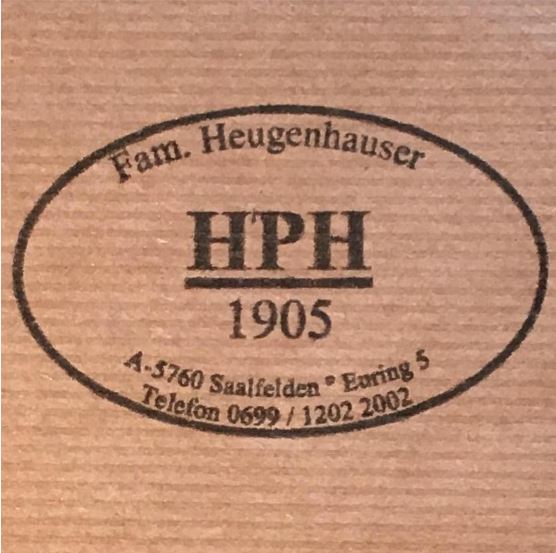 Fam. Heugenhauser
HPH
1905
A-5760 Saalfelden * Euring 5
Telefon 0699 / 1202 2002